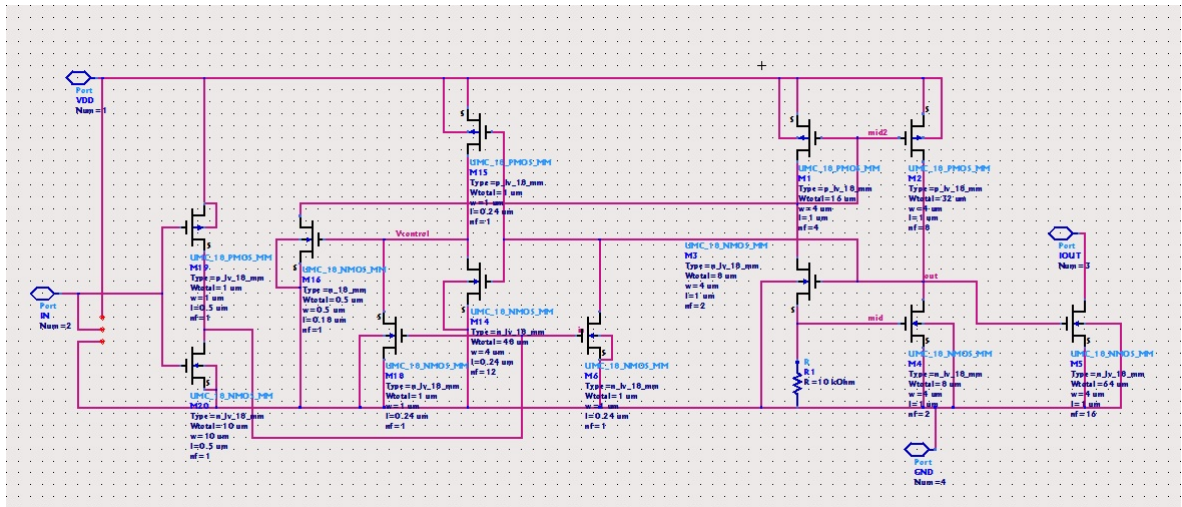 Port
VDD
Num=1
UMC_18_PMOS_MM
M15
Type=p_lv_18_mm
Wtotal=1 um
w=1 um
l=0.24 um
nf=1
UMC_18_PMOS_MM
M1
Type=p_lv_18_mm
Wtotal=16 um
w=4 um
l=1 um
nf=4
mid2
UMC_18_PMOS_MM
M2
Type=p_lv_18_mm
Wtotal=32 um
w=4 um
l=1 um
nf=8
S
S
S
S
UMC_18_PMOS_MM
M19
Type=p_lv_18_mm
Wtotal=1 um
w=1 um
l=0.5 um
nf=1
Vcontrol
UMC_18_NMOS_MM
M16
Type=n_18_mm
Wtotal=0.5 um
w=0.5 um
l=0.18 um
nf=1
UMC_18_NMOS_MM
M14
Type=n_lv_18_mm
Wtotal=48 um
w=4 um
l=0.24 um
nf=12
UMC_18_NMOS_MM
M3
Type=n_lv_18_mm
Wtotal=8 um
w=4 um
l=1 um
nf=2
Port
IOUT
Num=3
Port
IN
Num=2
out
mid
S
S
S
S
S
S
S
S
UMC_18_NMOS_MM
M20
Type=n_lv_18_mm
Wtotal=10 um
w=10 um
l=0.5 um
nf=1
UMC_18_NMOS_MM
M18
Type=n_lv_18_mm
Wtotal=1 um
w=1 um
l=0.24 um
nf=1
UMC_18_NMOS_MM
M6
Type=n_lv_18_mm
Wtotal=1 um
w=1 um
l=0.24 um
nf=1
R
R1
R=10 kOhm
UMC_18_NMOS_MM
M4
Type=n_lv_18_mm
Wtotal=8 um
w=4 um
l=1 um
nf=2
UMC_18_NMOS_MM
M5
Type=n_lv_18_mm
Wtotal=64 um
w=4 um
l=1 um
nf=16
Port
GND
Num=4